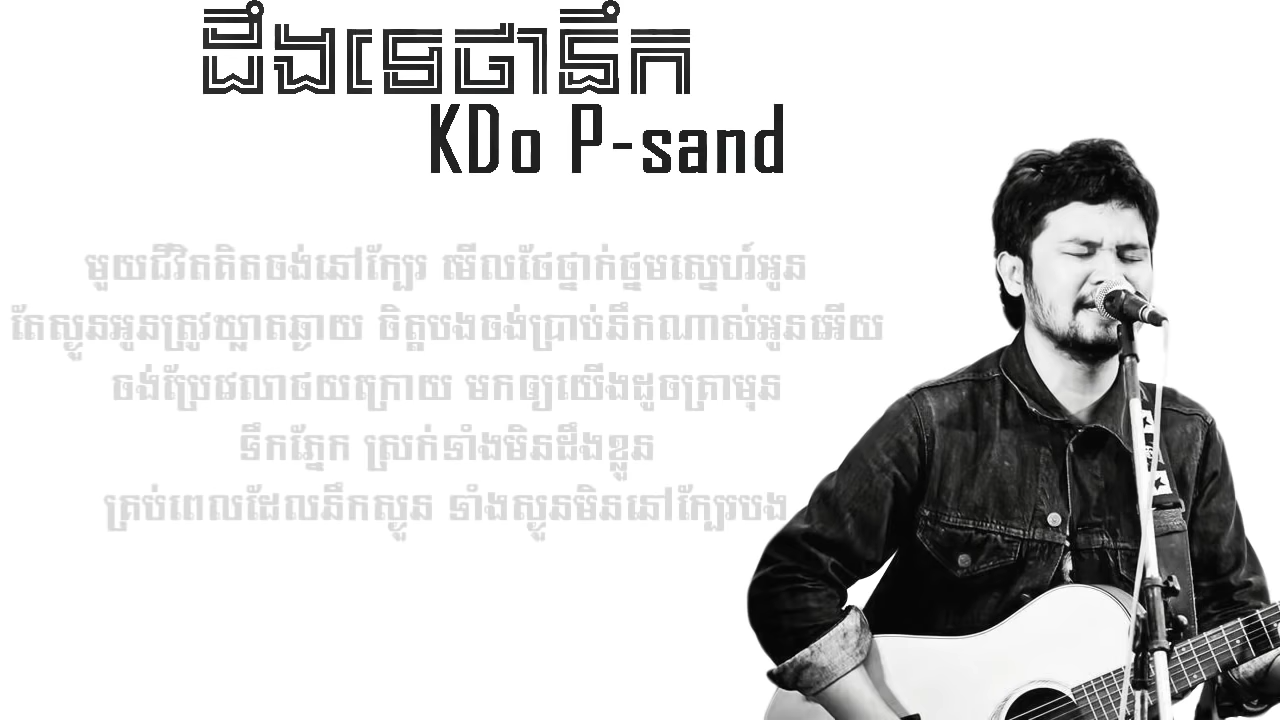 ដឹងទេថានឹក
KDo P-sand
មួយជីវិតគិតចង់នៅក្បែរ មើលថែថ្នាក់ថ្នមស្នេហ៍អូន
តែស្ងួនអូនត្រូវឃ្លាតឆ្ងាយ ចិត្តបងចង់ប្រាប់នឹកណាស់អូនអើយ
ចង់ប្រែផលាថយក្រោយ មកឲ្យយើងដូចត្រាមុន
ទឹកភ្នែក ស្រក់ទាំងមិនដឹងខ្លួន
គ្រប់ពេលដែលនឹកស្ងួន ទាំងស្ងួនមិននៅក្បែរបង